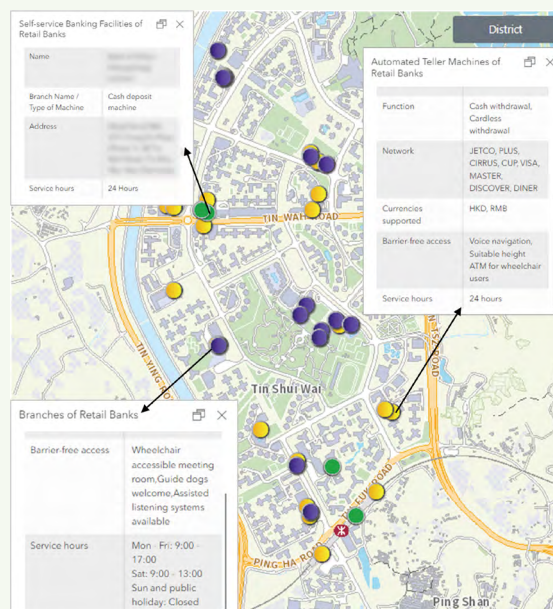 Self-service Banking Facilities of
Retail Banks
Name
Branch Name /
Type of Machine
Cash deposit
machine
Address
Service hours
24 Hours
District
Automated Teller Machines of
Retail Banks
Function
Cash withdrawal,
Cardless
withdrawal
Network
JETCO, PLUS,
CIRRUS, CUP, VISA,
MASTER,
DISCOVER, DINER
Currencies
supported
HKD, RMB
Barrier-free access
Voice navigation,
Suitable height
ATM for wheelchair
users
Service hours
24 hours
TIN WAH ROAD
TIN YING RO
N TSZ ROAD
Tin Shui Wai
PING HA ROAD
Ping Shan
Branches of Retail Banks
Barrier-free access
Wheelchair
accessible meeting
room,Guide dogs
welcome,Assisted
listening systems
available
Service hours
Mon - Fri: 9:00 -
17:00
Sat: 9:00 - 13:00
Sun and public
holiday: Closed